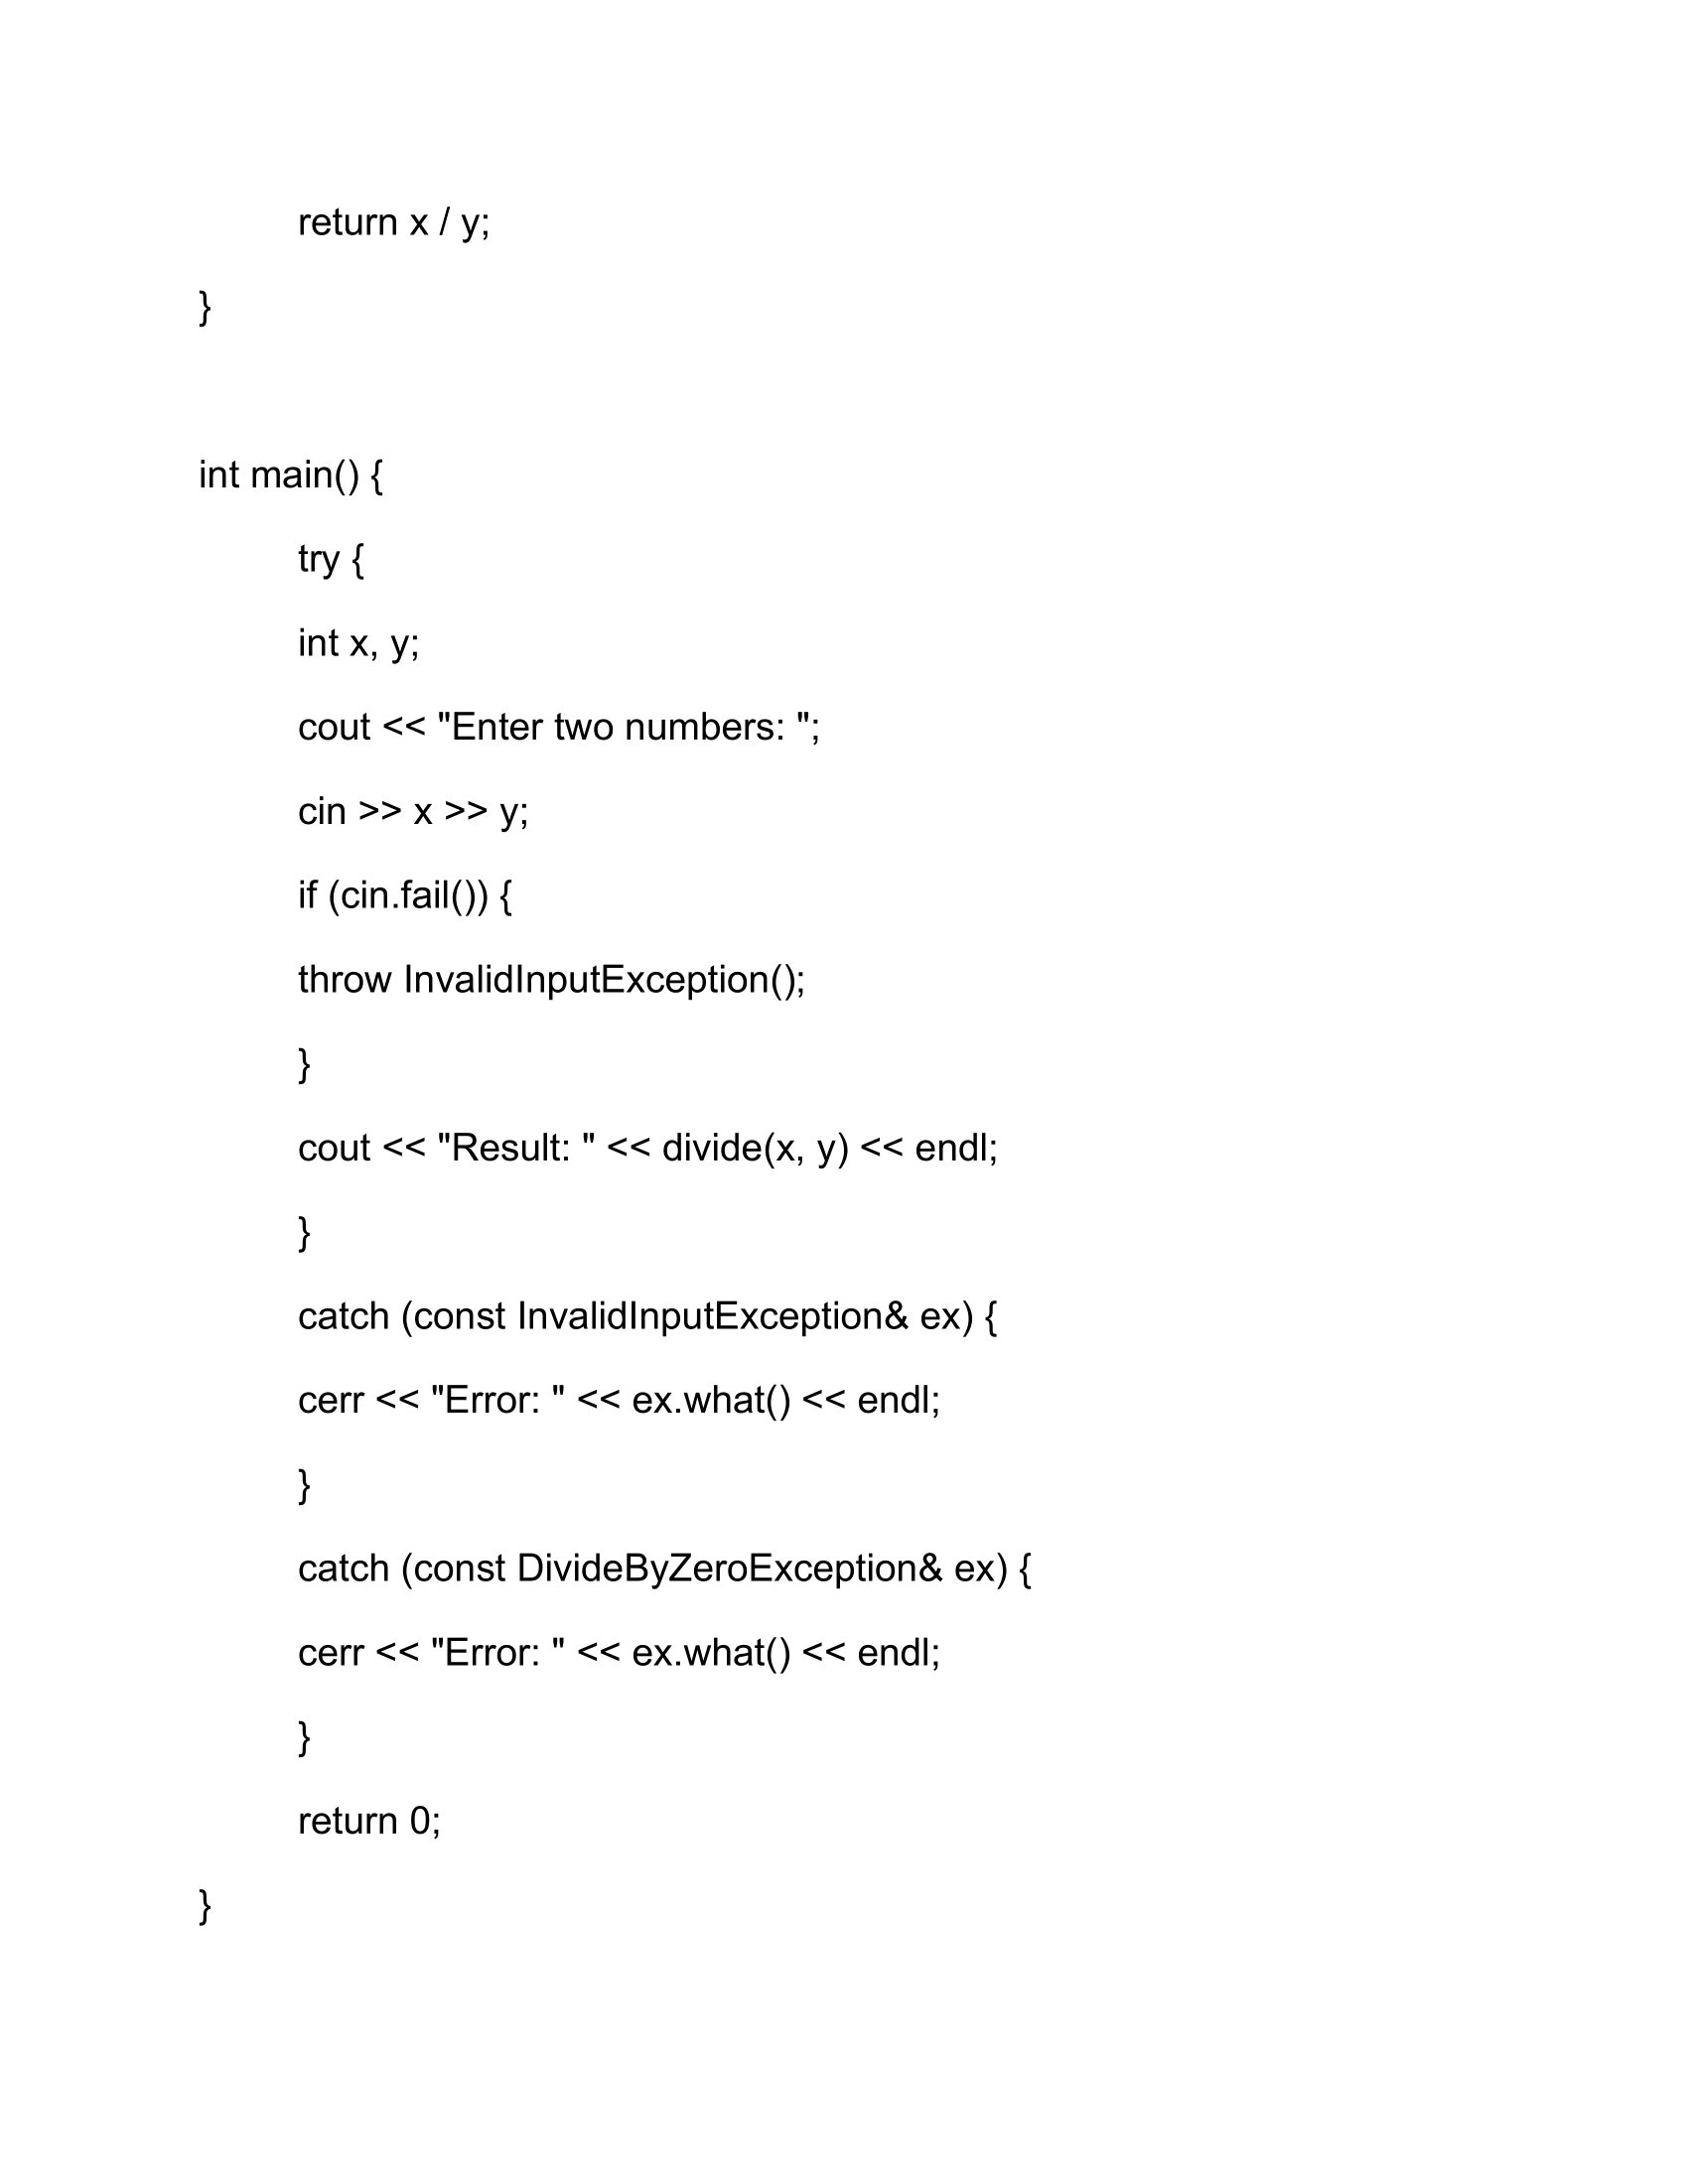 return x / y;
}
int main() {
try {
int x, y;
cout << "Enter two numbers: ";
cin >> x >> y;
if (cin.fail()) {
throw InvalidInputException();
}
cout << "Result: " << divide(x, y) << endl;
}
catch (const InvalidInputException& ex) {
cerr << "Error: " << ex.what() << endl;
}
catch (const DivideByZeroException& ex) {
cerr << "Error: " << ex.what() << endl;
}
return 0;
}